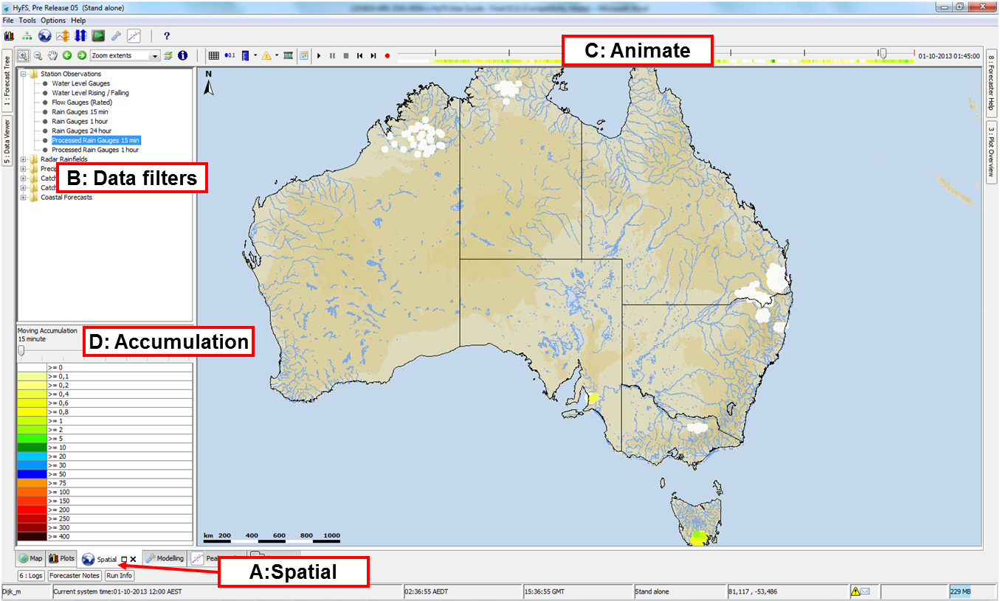 HyFS, Pre Release 05 (Stand alone)
File Tools Options Help
Zoom extents
0.1
C: Animate
01-10-2013 01:45:00
1 : Forecast Tree
5 : Data Viewer
8 : Forecaster Help
3 : Plot Overview
Station Observations
Water Level Gauges
Water Level Rising / Falling
Flow Gauges (Rated)
Rain Gauges 15 min
Rain Gauges 1 hour
Rain Gauges 24 hour
Processed Rain Gauges 15 min
Processed Rain Gauges 1 hour
Radar Rainfields
Precip
Catch
Catch
Coastal Forecasts
B: Data filters
N
Moving Accumulation
15 minute
D: Accumulation
>= 0
>= 0,1
>= 0,2
>= 0,4
>= 0,6
>= 0,8
>= 1
>= 2
>= 5
>= 10
>= 20
>= 30
>= 50
>= 75
>= 100
>= 150
>= 200
>= 250
>= 300
>= 400
km 200 400 600 800 1000
Map Plots Spatial Modelling Pea
A:Spatial
6 : Logs Forecaster Notes Run Info
Dijk_m Current system time:01-10-2013 12:00 AEST 02:36:55 AEDT 15:36:55 GMT Stand alone 81,117 , -53,486 229 MB